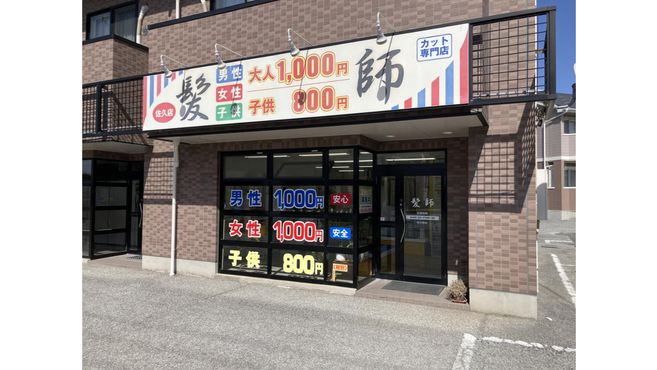 髪師
佐久店
男性
女性
子供
大人1,000円
子供 800円
カット
専門店
男性 1,000円 安心
女性 1,000円 安全
子供 800円
髪師